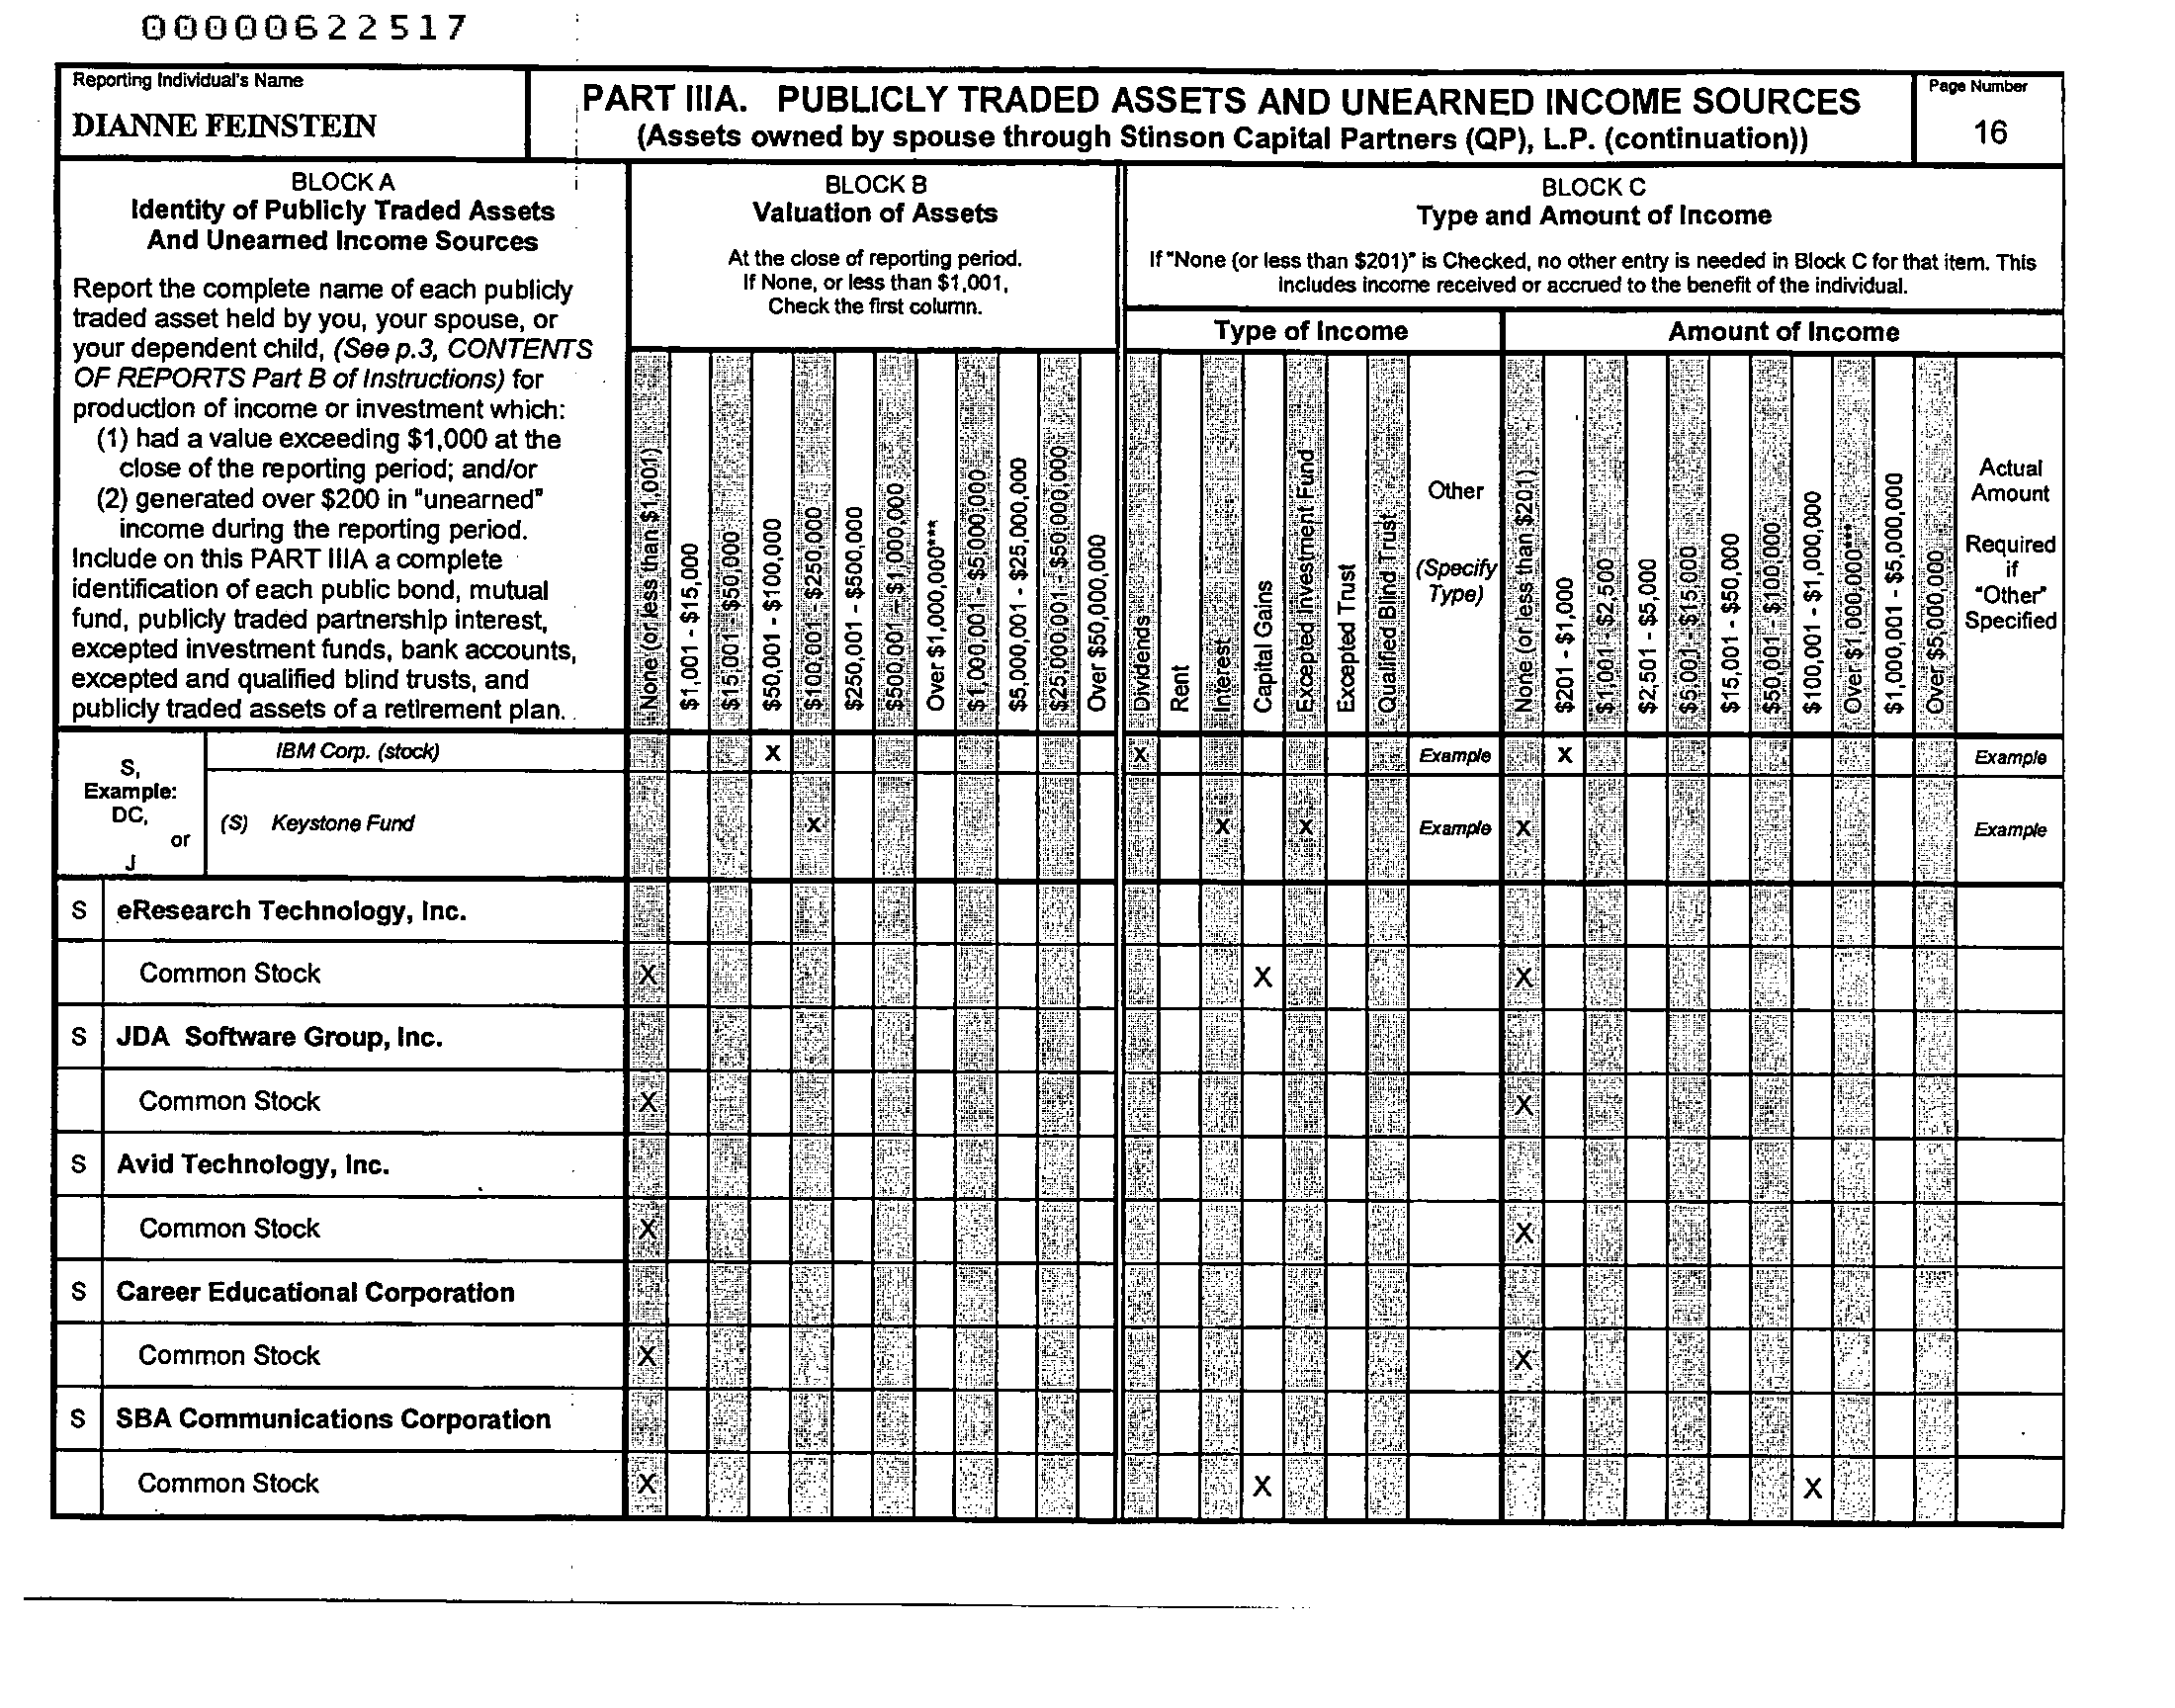 00000622517
Reporting Individual's Name
DIANNE FEINSTEIN
PART IIIA. PUBLICLY TRADED ASSETS AND UNEARNED INCOME SOURCES
(Assets owned by spouse through Stinson Capital Partners (QP), L.P. (continuation))
Page Number
16
BLOCK A
Identity of Publicly Traded Assets
And Unearned Income Sources
Report the complete name of each publicly
traded asset held by you, your spouse, or
your dependent child, (See p.3, CONTENTS
OF REPORTS Part B of Instructions) for
production of income or investment which:
(1) had a value exceeding $1,000 at the
close of the reporting period; and/or
(2) generated over $200 in "unearned"
income during the reporting period.
Include on this PART IIIA a complete
identification of each public bond, mutual
fund, publicly traded partnership interest,
excepted investment funds, bank accounts,
excepted and qualified blind trusts, and
publicly traded assets of a retirement plan.
BLOCK B
Valuation of Assets
At the close of reporting period.
If None, or less than $1,001,
Check the first column.
None (or less than $1,001)
$1,001 - $15,000
$15,001 - $50,000
$50,001 - $100,000
$100,001 - $250,000
$250,001 - $500,000
$500,001 - $1,000,000
Over $1,000,000***
$1,000,001 - $5,000,000
$5,000,001 - $25,000,000
$25,000,001 - $50,000,000
Over $50,000,000
BLOCK C
Type and Amount of Income
If "None (or less than $201)" is Checked, no other entry is needed in Block C for that item. This
includes income received or accrued to the benefit of the individual.
Type of Income
Dividends
Rent
Interest
Capital Gains
Excepted Investment Fund
Excepted Trust
Qualified Blind Trust
Other
(Specify
Type)
Amount of Income
None (or less than $201)
$201 - $1,000
$1,001 - $2,500
$2,501 - $5,000
$5,001 - $15,000
$15,001 - $50,000
$50,001 - $100,000
$100,001 - $1,000,000
Over $1,000,000***
$1,000,001 - $5,000,000
Over $5,000,000
Actual
Amount
Required
if
"Other"
Specified
S,
Example:
DC,
or
J
IBM Corp. (stock) X X Example X Example
(S) Keystone Fund X X X Example X Example
S eResearch Technology, Inc.
Common Stock X X X
S JDA Software Group, Inc.
Common Stock X X
S Avid Technology, Inc.
Common Stock X X
S Career Educational Corporation
Common Stock X X
S SBA Communications Corporation
Common Stock X X X